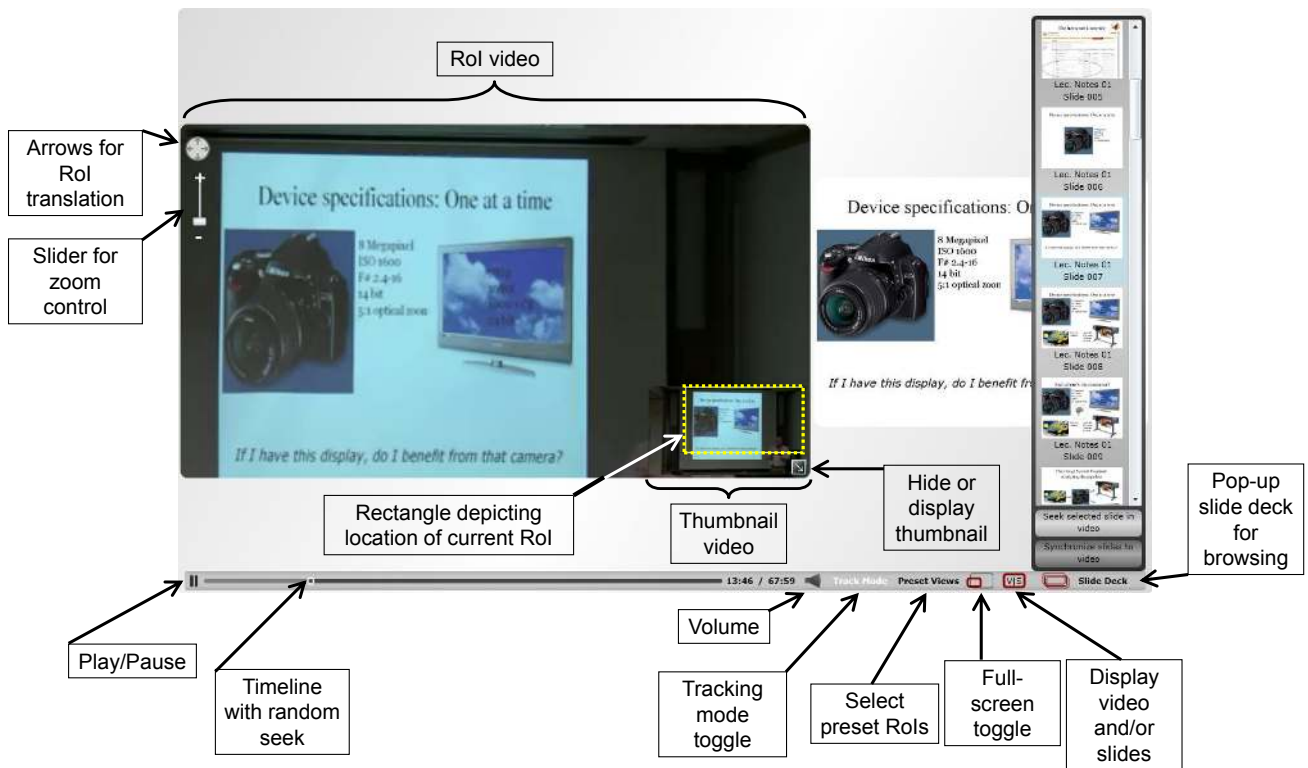 RoI video
Arrows for
RoI
translation
Slider for
zoom
control
+
-
Device specifications: One at a time
8 Megapixel
ISO 1600
F# 2.4-16
14 bit
5:1 optical zoon
If I have this display, do I benefit from that camera?
Device specifications: O
8 Megapixel
ISO 1600
F# 2.4-16
14 bit
5:1 optical zoon
If I have this display, do I benefit fr
Lec. Notes 01
Slide 005
Lec. Notes 01
Slide 006
Lec. Notes 01
Slide 007
Lec. Notes 01
Slide 008
Lec. Notes 01
Slide 009
Seek selected slide in
video
Synchronize slides to
video
Rectangle depicting
location of current RoI
Thumbnail
video
Hide or
display
thumbnail
Pop-up
slide deck
for
browsing
13:46 / 67:59
Track Mode
Preset Views
V|S
Slide Deck
Play/Pause
Timeline
with random
seek
Volume
Tracking
mode
toggle
Select
preset RoIs
Full-
screen
toggle
Display
video
and/or
slides